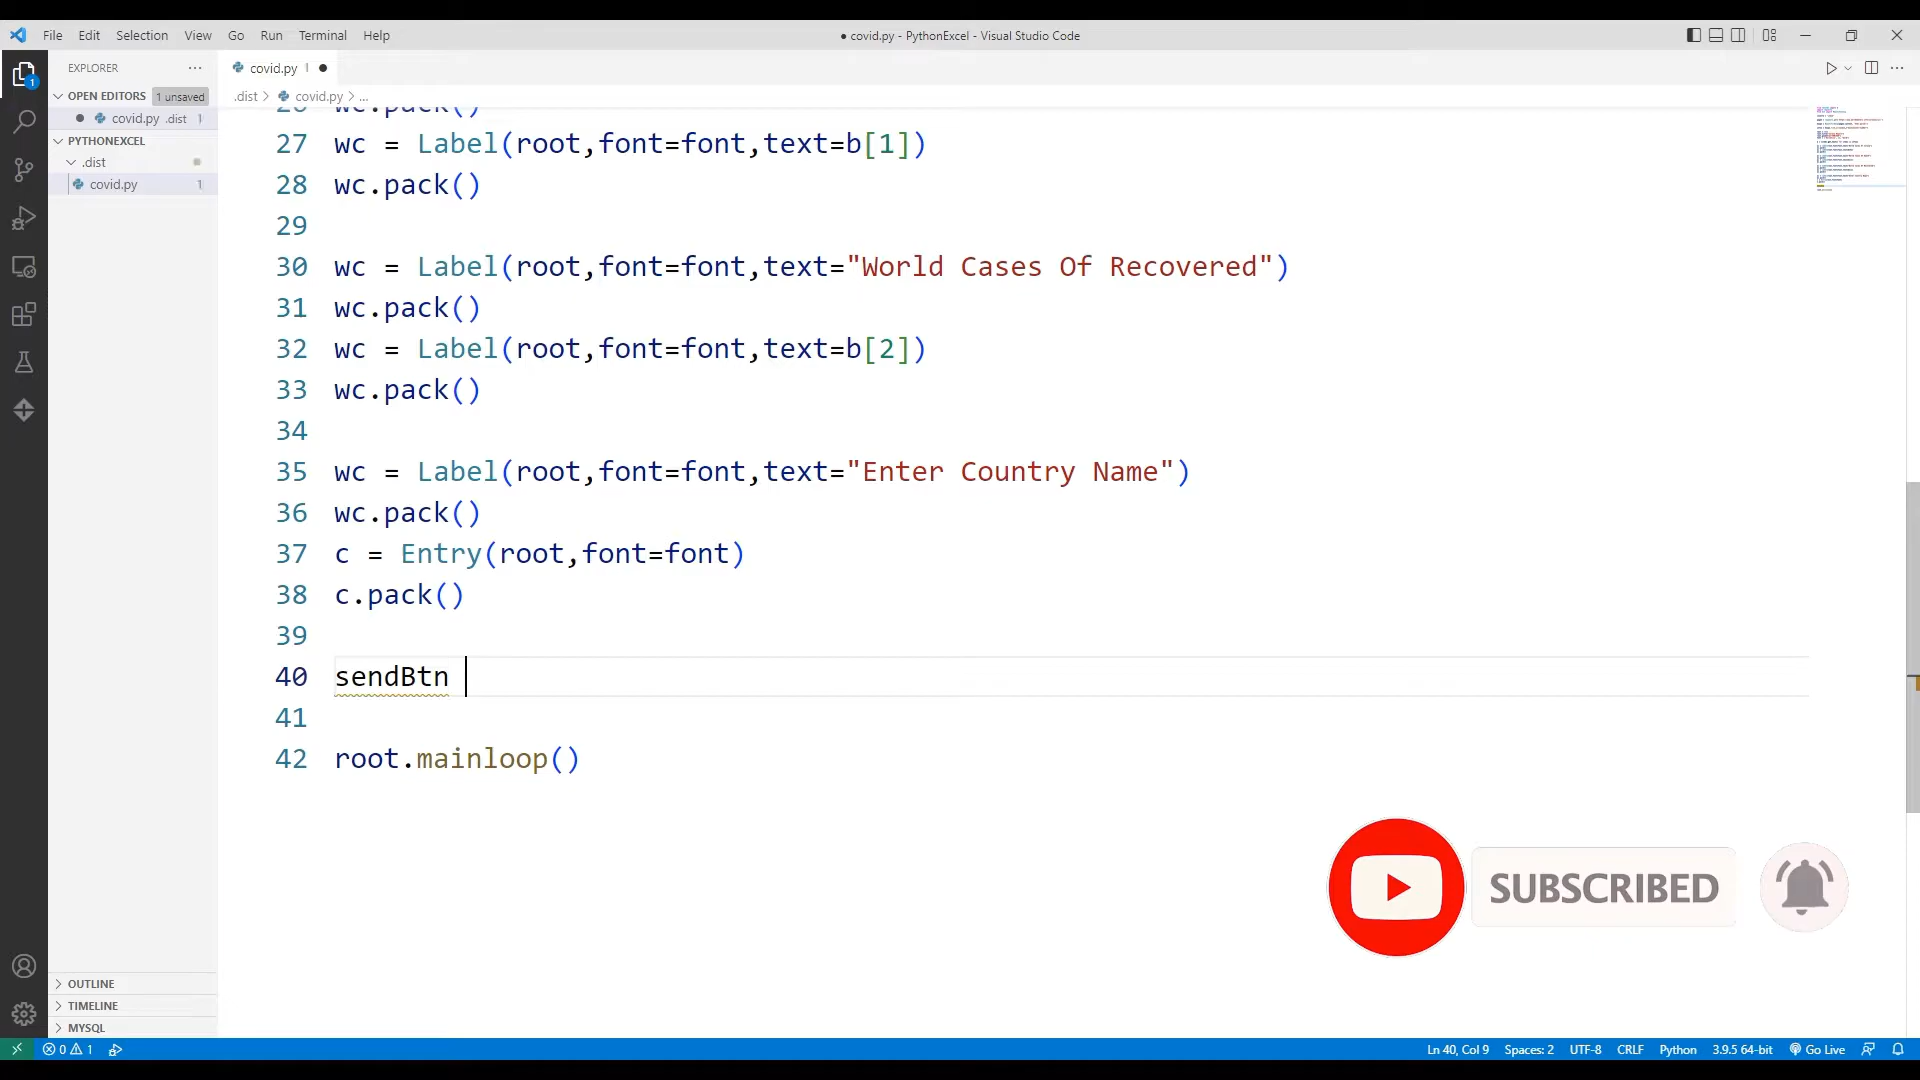 File Edit Selection View Go Run Terminal Help
● covid.py - PythonExcel - Visual Studio Code
EXPLORER
covid.py 1
OPEN EDITORS 1 unsaved
covid.py .dist 1
PYTHONEXCEL
.dist
covid.py 1
.dist > covid.py > ...
26 wc.pack()
27 wc = Label(root,font=font,text=b[1])
28 wc.pack()
29
30 wc = Label(root,font=font,text="World Cases Of Recovered")
31 wc.pack()
32 wc = Label(root,font=font,text=b[2])
33 wc.pack()
34
35 wc = Label(root,font=font,text="Enter Country Name")
36 wc.pack()
37 c = Entry(root,font=font)
38 c.pack()
39
40 sendBtn
41
42 root.mainloop()
SUBSCRIBED
OUTLINE
TIMELINE
MYSQL
0 1
Ln 40, Col 9 Spaces: 2 UTF-8 CRLF Python 3.9.5 64-bit Go Live